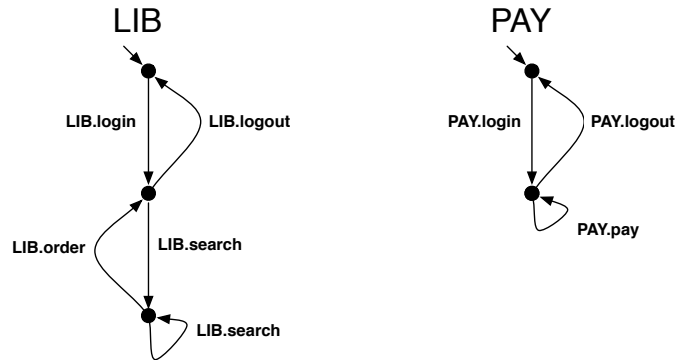 LIB
LIB.login
LIB.logout
LIB.order
LIB.search
LIB.search
PAY
PAY.login
PAY.logout
PAY.pay